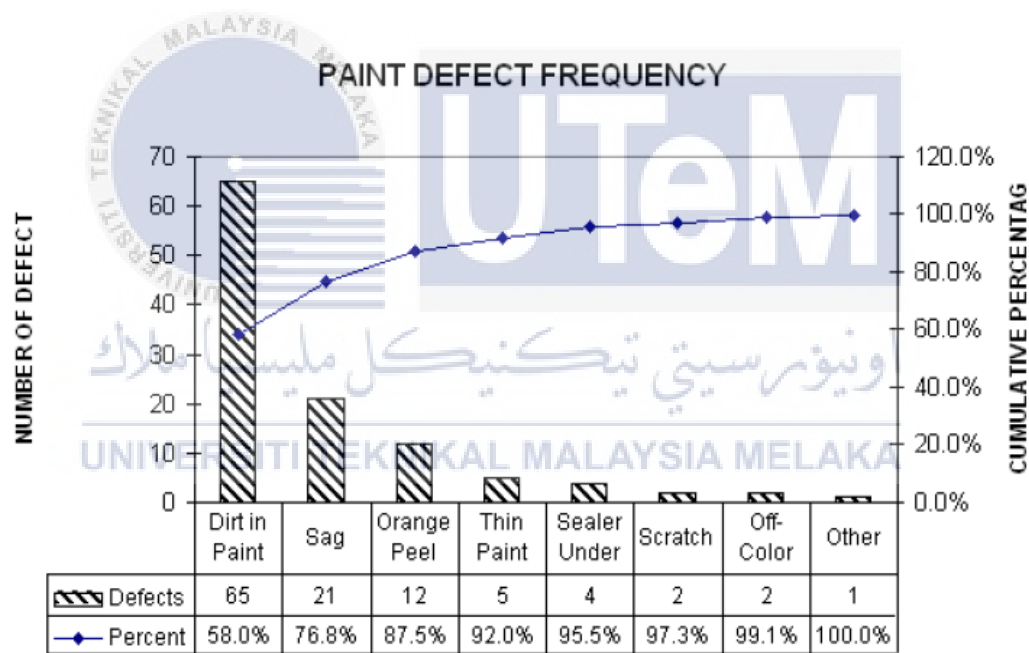 UNIVERSITI TEKNIKAL MALAYSIA MELAKA
UTeM
PAINT DEFECT FREQUENCY
NUMBER OF DEFECT
70
60
50
40
30
20
10
0
120.0%
100.0%
80.0%
60.0%
40.0%
20.0%
0.0%
CUMULATIVE PERCENTAG
اونيۏرسيتي تيكنيكل مليسيا ملاك
UNIVERSITI TEKNIKAL MALAYSIA MELAKA
Dirt in Paint Sag Orange Peel Thin Paint Sealer Under Scratch Off-Color Other
Defects 65 21 12 5 4 2 2 1
Percent 58.0% 76.8% 87.5% 92.0% 95.5% 97.3% 99.1% 100.0%